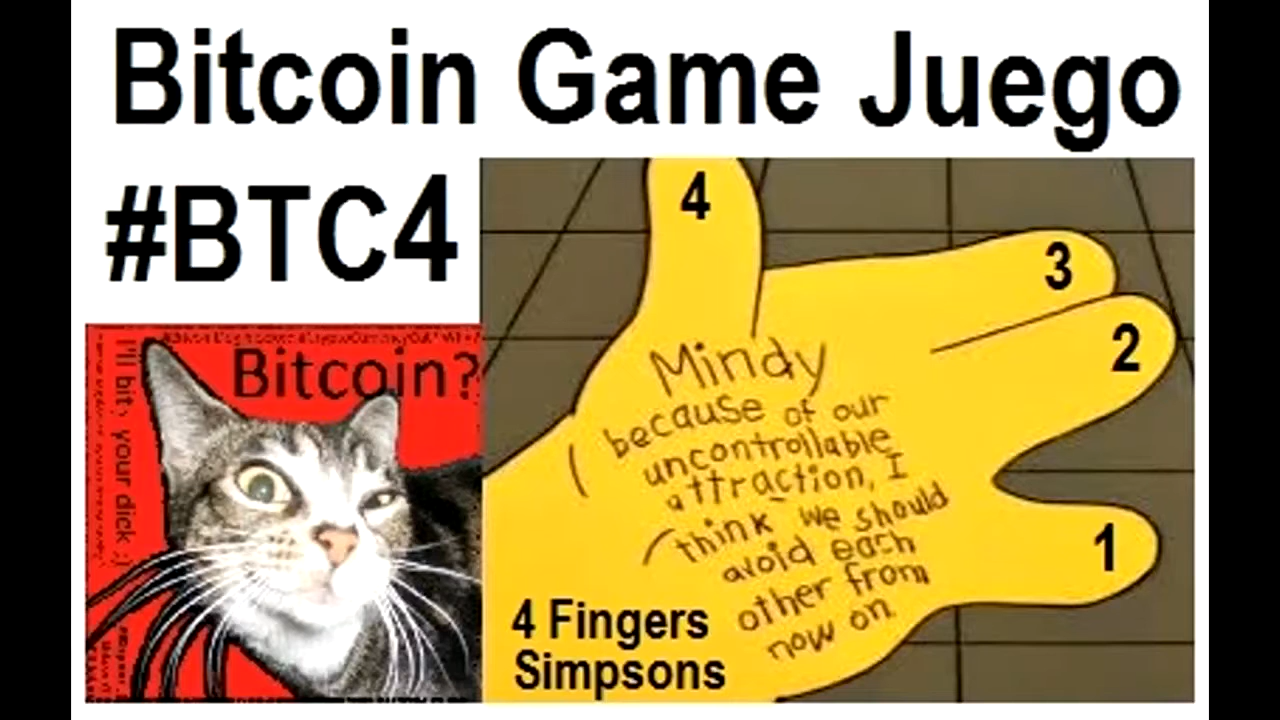 Bitcoin Game Juego
#BTC4
Bitcoin?
I'll bit, your dick :)
4
3
2
1
Mindy
because of our
uncontrollable
attraction, I
think we should
avoid each
other from
now on
4 Fingers
Simpsons